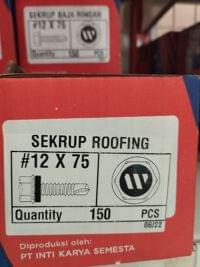 SEKRUP BAJA RINGAN
#12 X 75
Quantity 150 PCS
SEKRUP ROOFING
#12 X 75
W
Quantity 150 PCS
06/22
Diproduksi oleh:
PT INTI KARYA SEMESTA